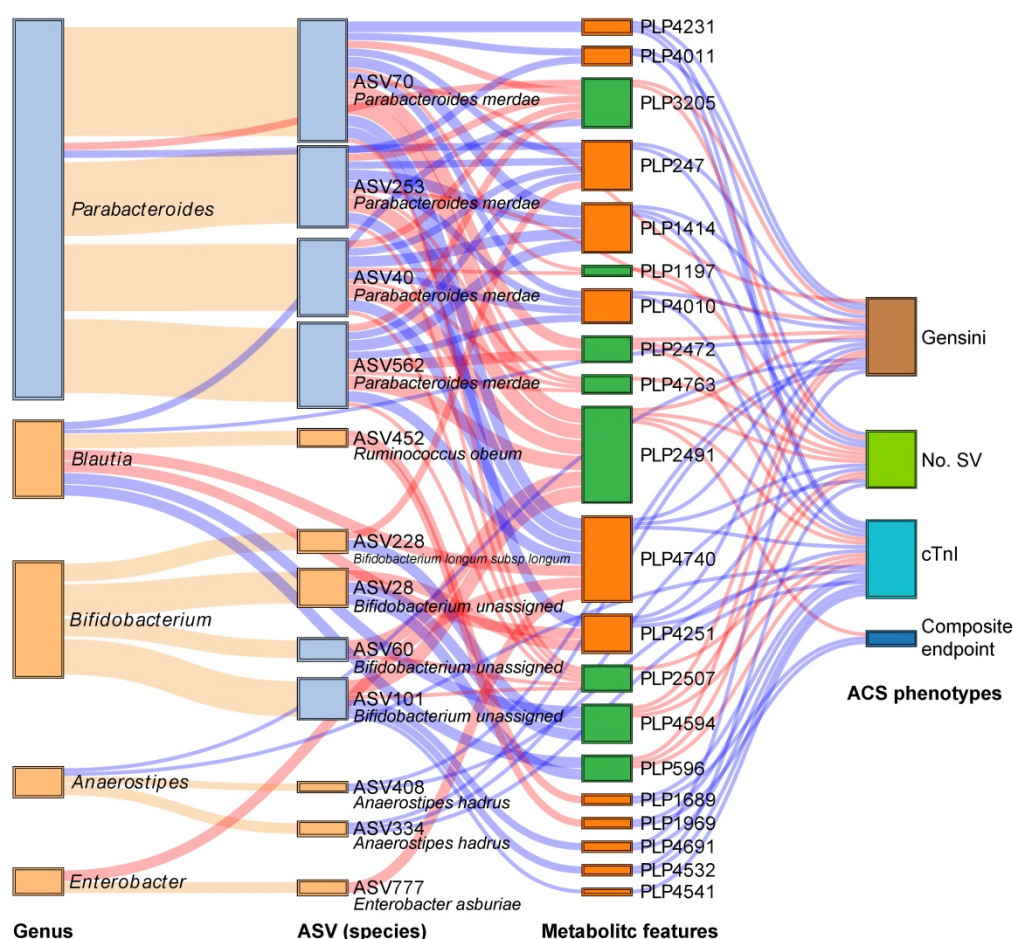 PLP4231
PLP4011
ASV70
Parabacteroides merdae
PLP3205
PLP247
ASV253
Parabacteroides merdae
Parabacteroides
PLP1414
PLP1197
ASV40
Parabacteroides merdae
PLP4010
Gensini
PLP2472
ASV562
Parabacteroides merdae
PLP4763
ASV452
Ruminococcus obeum
Blautia
PLP2491
No. SV
ASV228
Bifidobacterium longum subsp.longum
PLP4740
cTnI
ASV28
Bifidobacterium unassigned
Bifidobacterium
PLP4251
Composite
endpoint
ASV60
Bifidobacterium unassigned
PLP2507
ACS phenotypes
ASV101
Bifidobacterium unassigned
PLP4594
PLP596
Anaerostipes
ASV408
Anaerostipes hadrus
PLP1689
PLP1969
ASV334
Anaerostipes hadrus
PLP4691
PLP4532
Enterobacter
ASV777
Enterobacter asburiae
PLP4541
Genus
ASV (species)
Metabolitc features